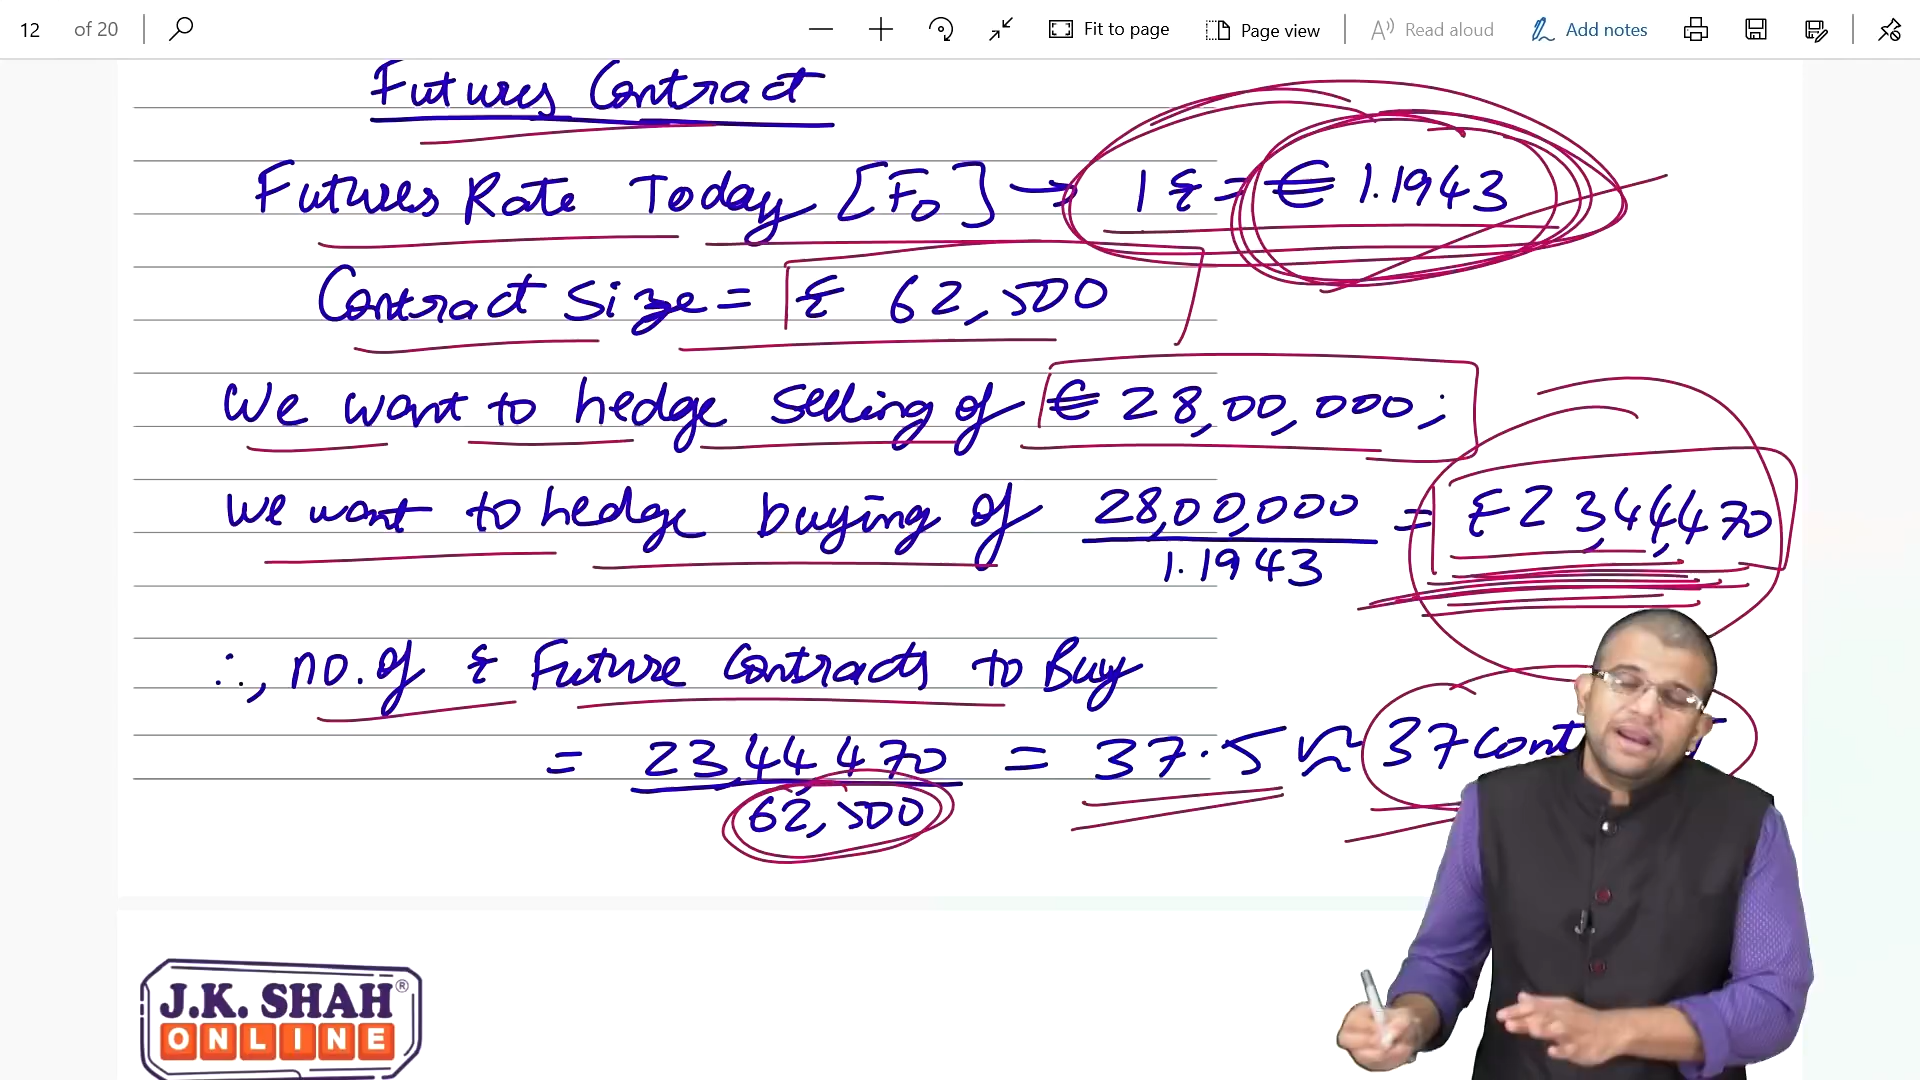 12 of 20 Fit to page Page view Read aloud Add notes
Futures Contract
Futures Rate Today [F₀] → 1 £ = € 1.1943
Contract Size = £ 62,500
We want to hedge selling of € 28,00,000;
We want to hedge buying of 28,00,000 / 1.1943 = £ 23,44,470
∴, no. of £ Future Contracts to Buy
= 23,44,470 / 62,500 = 37.5 ≈ 37
J.K. SHAH®
ONLINE